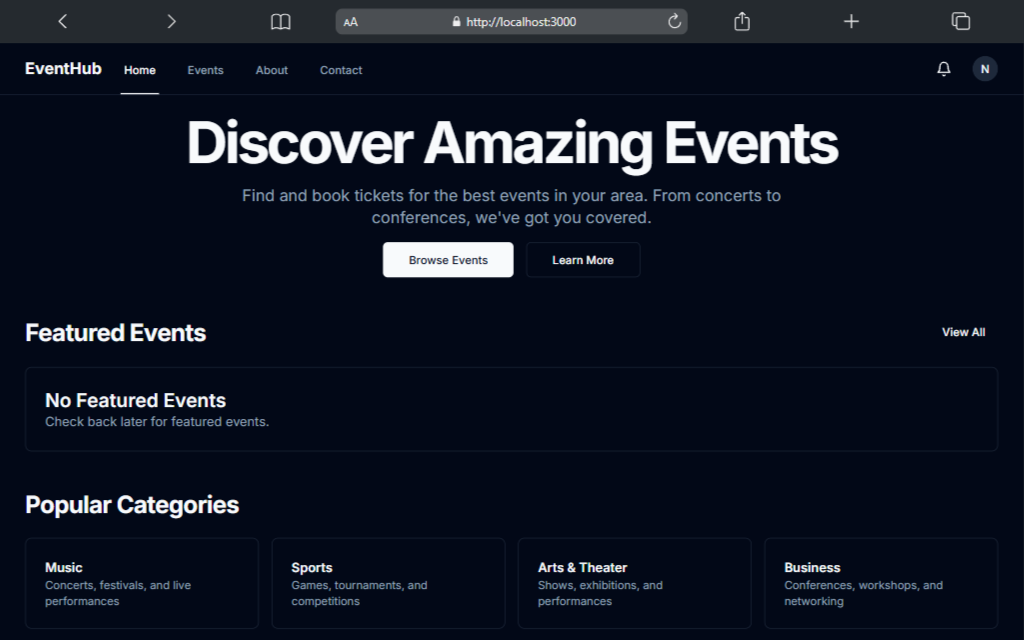 AA http://localhost:3000
EventHub Home Events About Contact N
Discover Amazing Events
Find and book tickets for the best events in your area. From concerts to
conferences, we've got you covered.
Browse Events Learn More
Featured Events View All
No Featured Events
Check back later for featured events.
Popular Categories
Music
Concerts, festivals, and live
performances
Sports
Games, tournaments, and
competitions
Arts & Theater
Shows, exhibitions, and
performances
Business
Conferences, workshops, and
networking